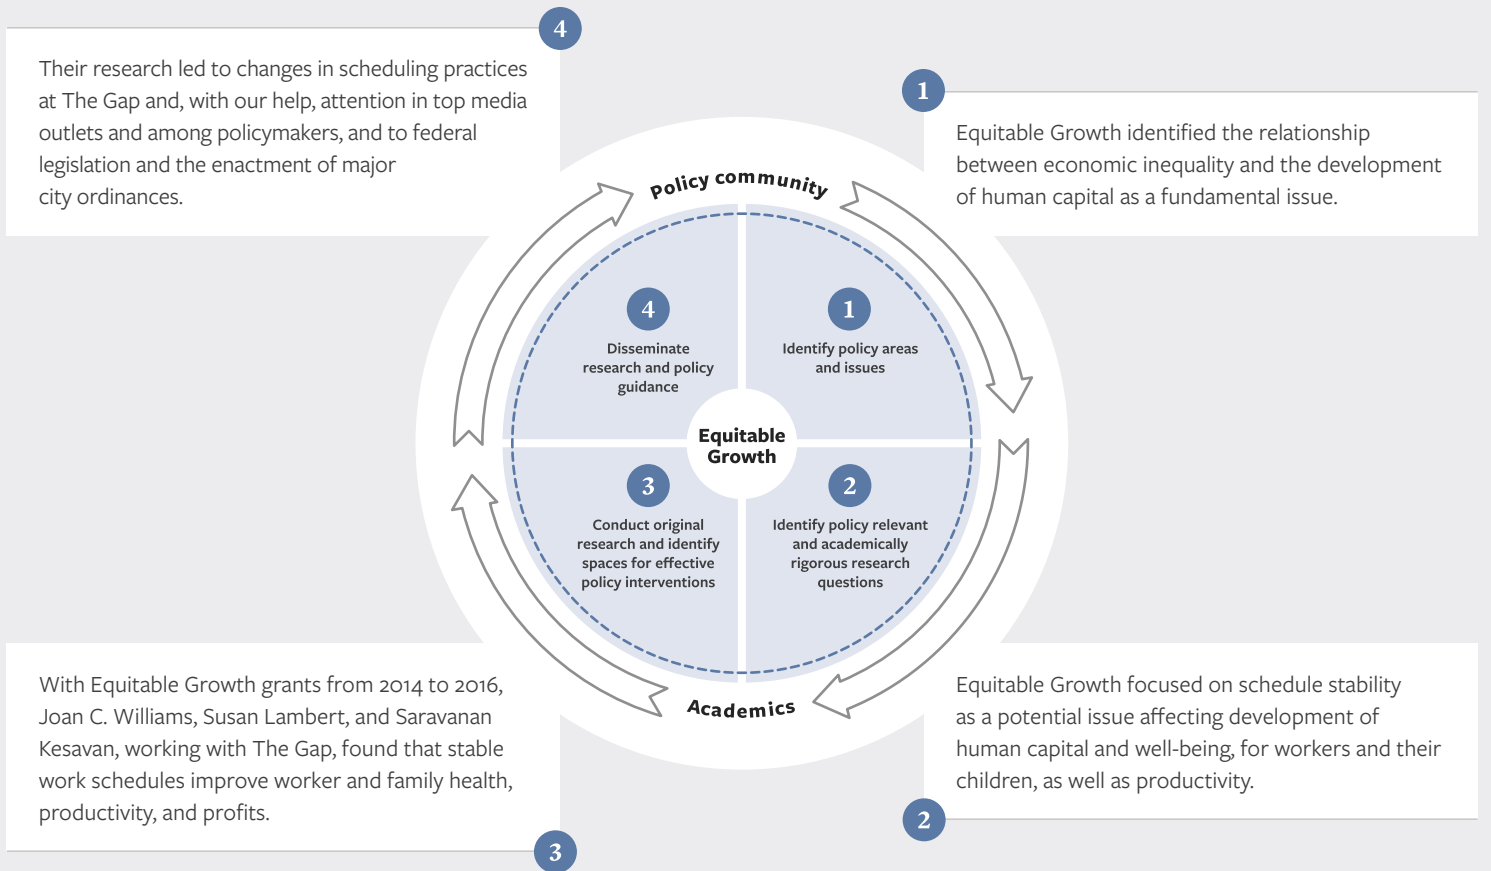 4
Their research led to changes in scheduling practices
at The Gap and, with our help, attention in top media
outlets and among policymakers, and to federal
legislation and the enactment of major
city ordinances.
1
Equitable Growth identified the relationship
between economic inequality and the development
of human capital as a fundamental issue.
Policy community
4
Disseminate
research and policy
guidance
1
Identify policy areas
and issues
Equitable
Growth
3
Conduct original
research and identify
spaces for effective
policy interventions
2
Identify policy relevant
and academically
rigorous research
questions
Academics
With Equitable Growth grants from 2014 to 2016,
Joan C. Williams, Susan Lambert, and Saravanan
Kesavan, working with The Gap, found that stable
work schedules improve worker and family health,
productivity, and profits.
3
Equitable Growth focused on schedule stability
as a potential issue affecting development of
human capital and well-being, for workers and their
children, as well as productivity.
2